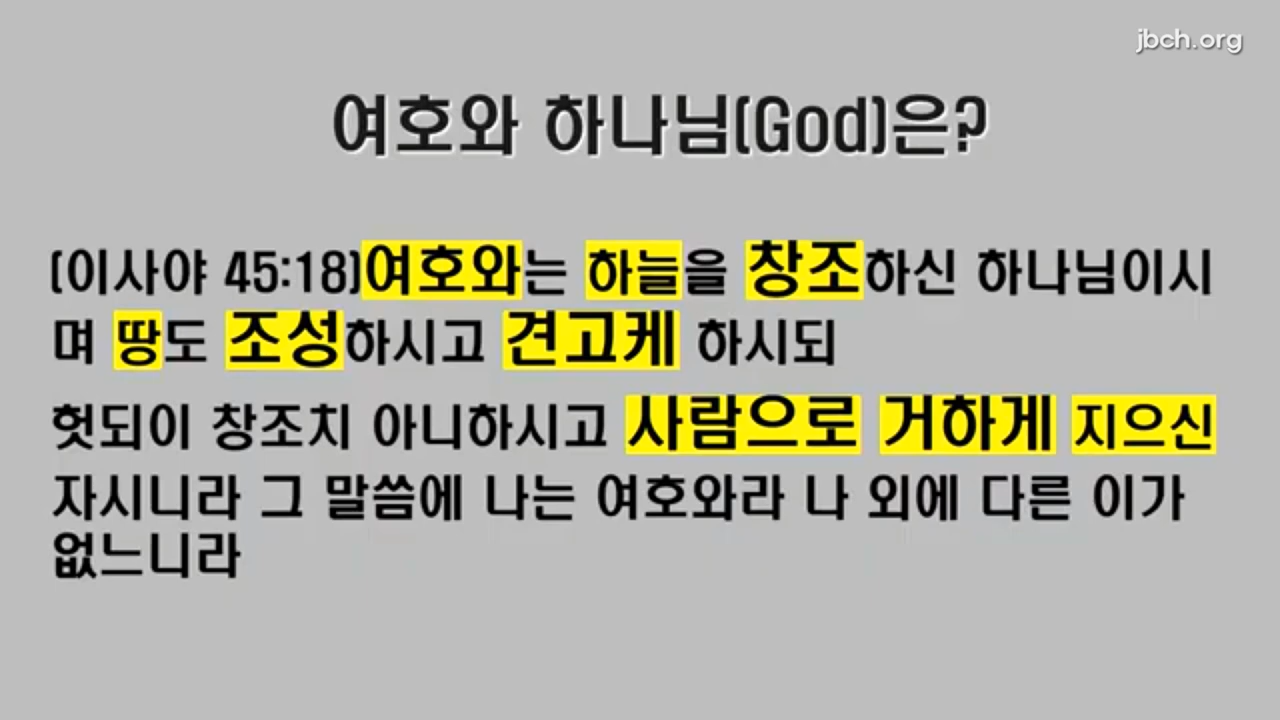 jbch.org
여호와 하나님(God)은?
(이사야 45:18)여호와는 하늘을 창조하신 하나님이시
며 땅도 조성하시고 견고케 하시되
헛되이 창조치 아니하시고 사람으로 거하게 지으신
자시니라 그 말씀에 나는 여호와라 나 외에 다른 이가
없느니라